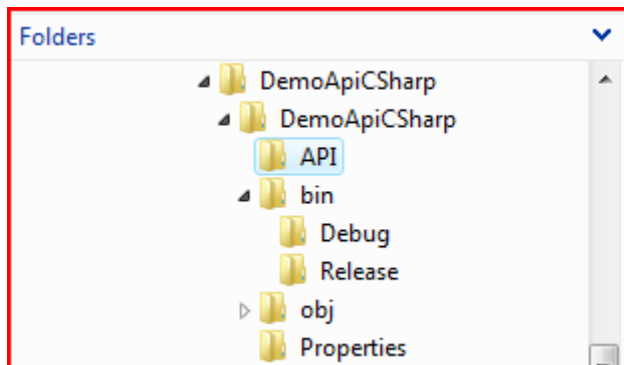 Folders
DemoApiCSharp
DemoApiCSharp
API
bin
Debug
Release
obj
Properties